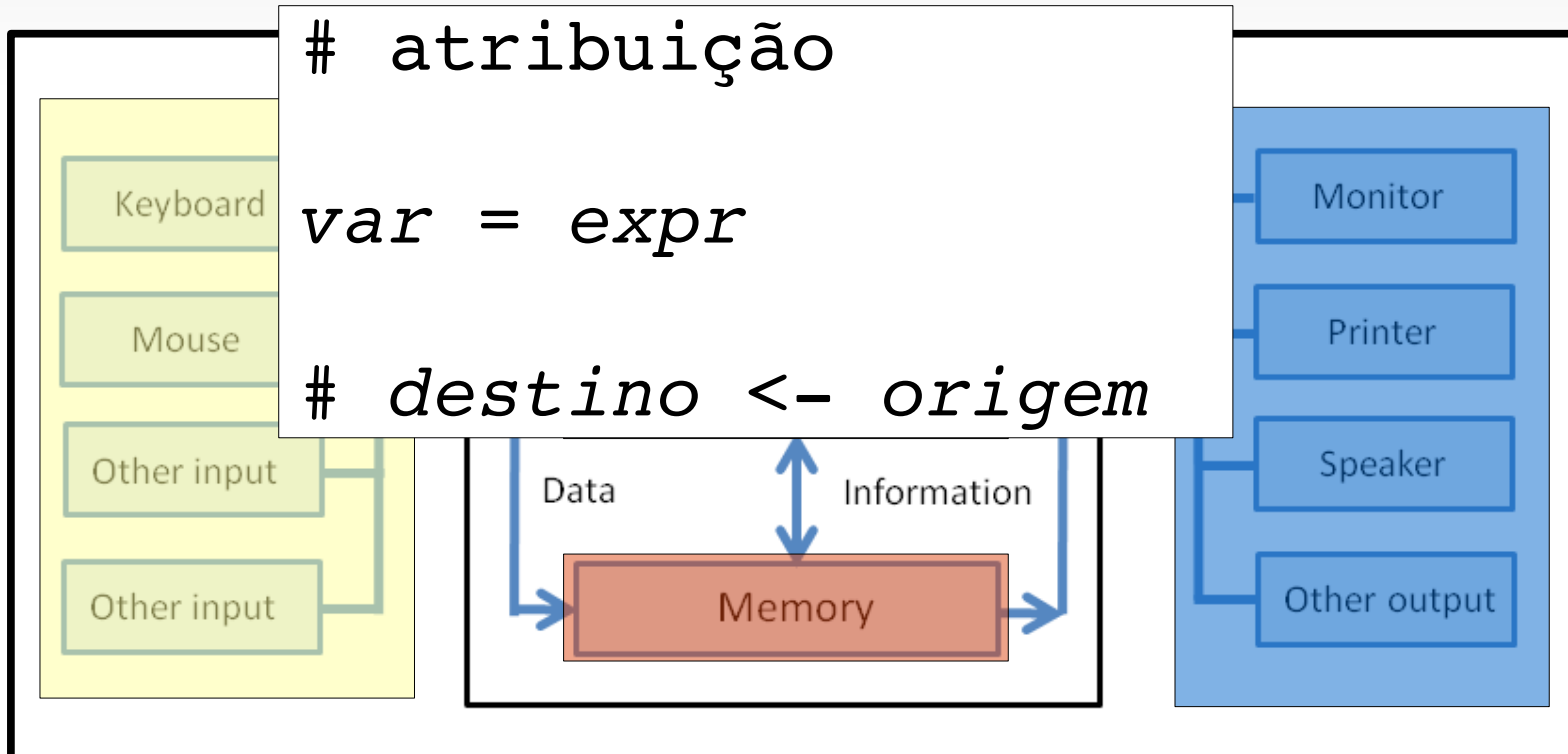 # atribuição
var = expr
# destino <- origem
Keyboard
Mouse
Other input
Other input
Data
Information
Memory
Monitor
Printer
Speaker
Other output